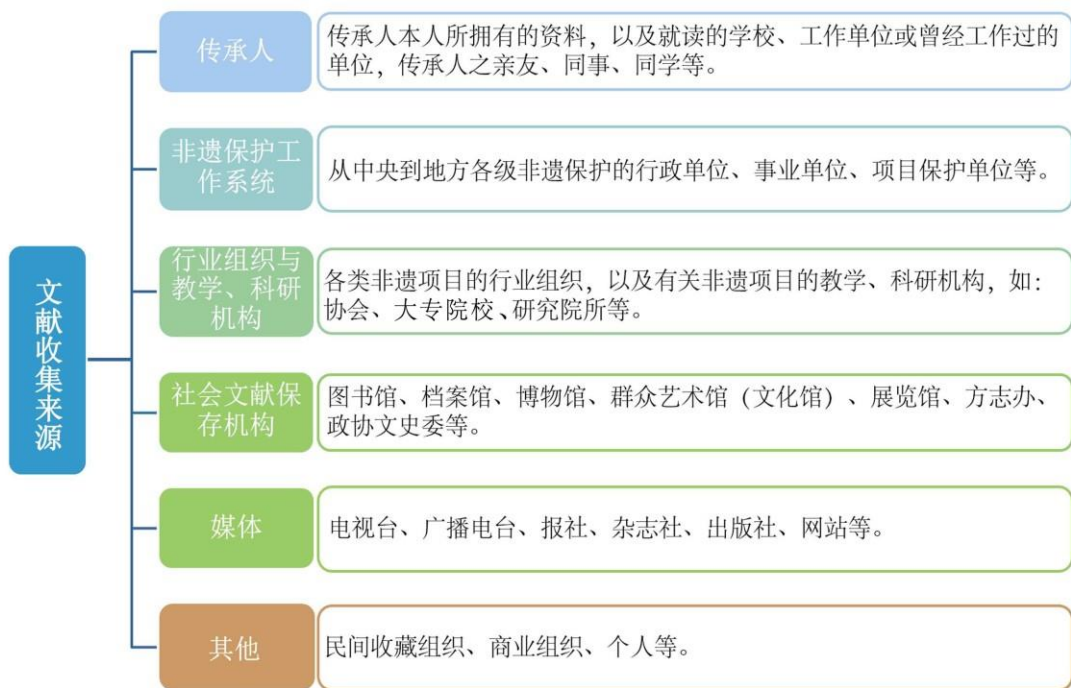 文献收集来源
传承人
传承人本人所拥有的资料，以及就读的学校、工作单位或曾经工作过的
单位，传承人之亲友、同事、同学等。
非遗保护工
作系统
从中央到地方各级非遗保护的行政单位、事业单位、项目保护单位等。
行业组织与
教学、科研
机构
各类非遗项目的行业组织，以及有关非遗项目的教学、科研机构，如：
协会、大专院校、研究院所等。
社会文献保
存机构
图书馆、档案馆、博物馆、群众艺术馆（文化馆）、展览馆、方志办、
政协文史委等。
媒体
电视台、广播电台、报社、杂志社、出版社、网站等。
其他
民间收藏组织、商业组织、个人等。